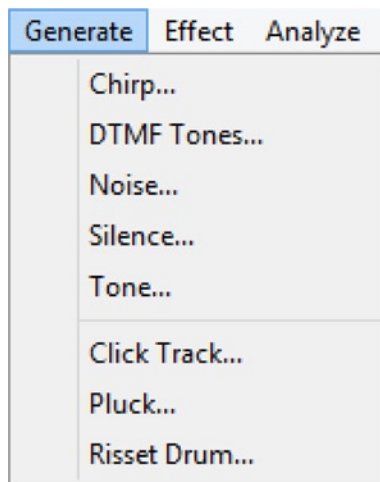 Generate Effect Analyze
Chirp...
DTMF Tones...
Noise...
Silence...
Tone...
Click Track...
Pluck...
Risset Drum...